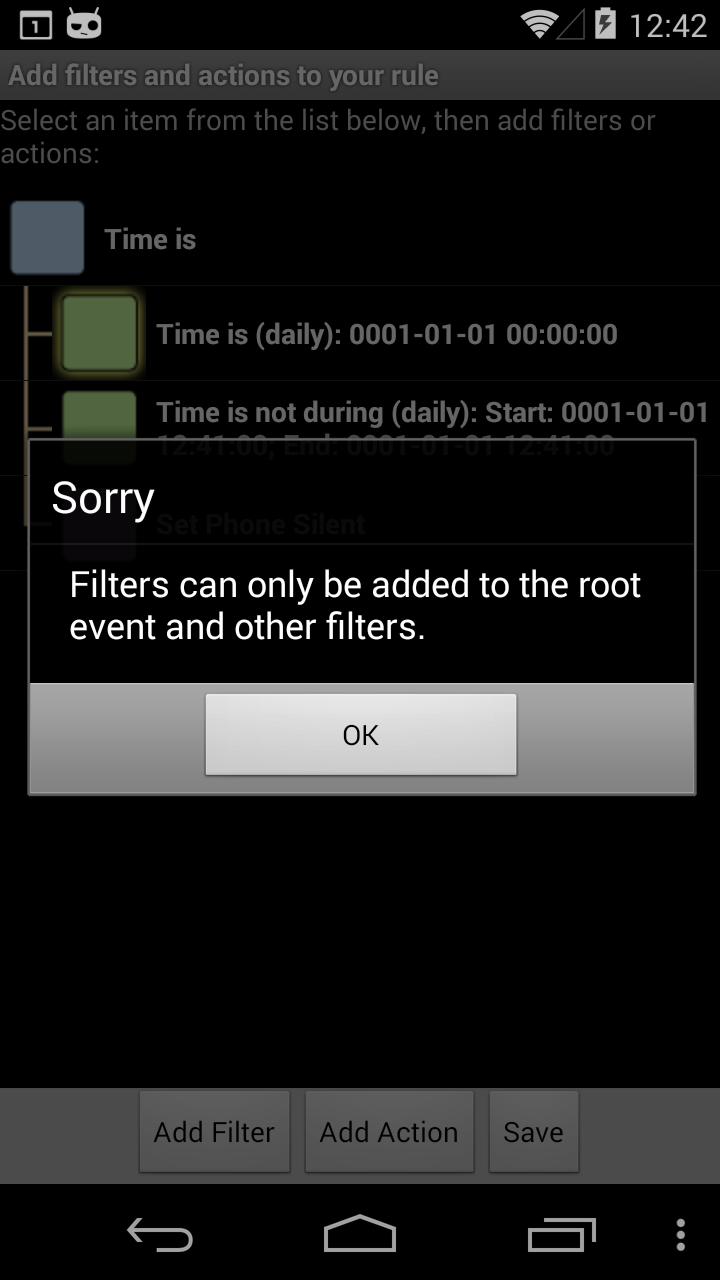 1
12:42
Add filters and actions to your rule
Select an item from the list below, then add filters or
actions:
Time is
Time is (daily): 0001-01-01 00:00:00
Time is not during (daily): Start: 0001-01-01
12:41:00; End: 0001-01-01 12:41:00
Sorry
Set Phone Silent
Filters can only be added to the root
event and other filters.
OK
Add Filter
Add Action
Save